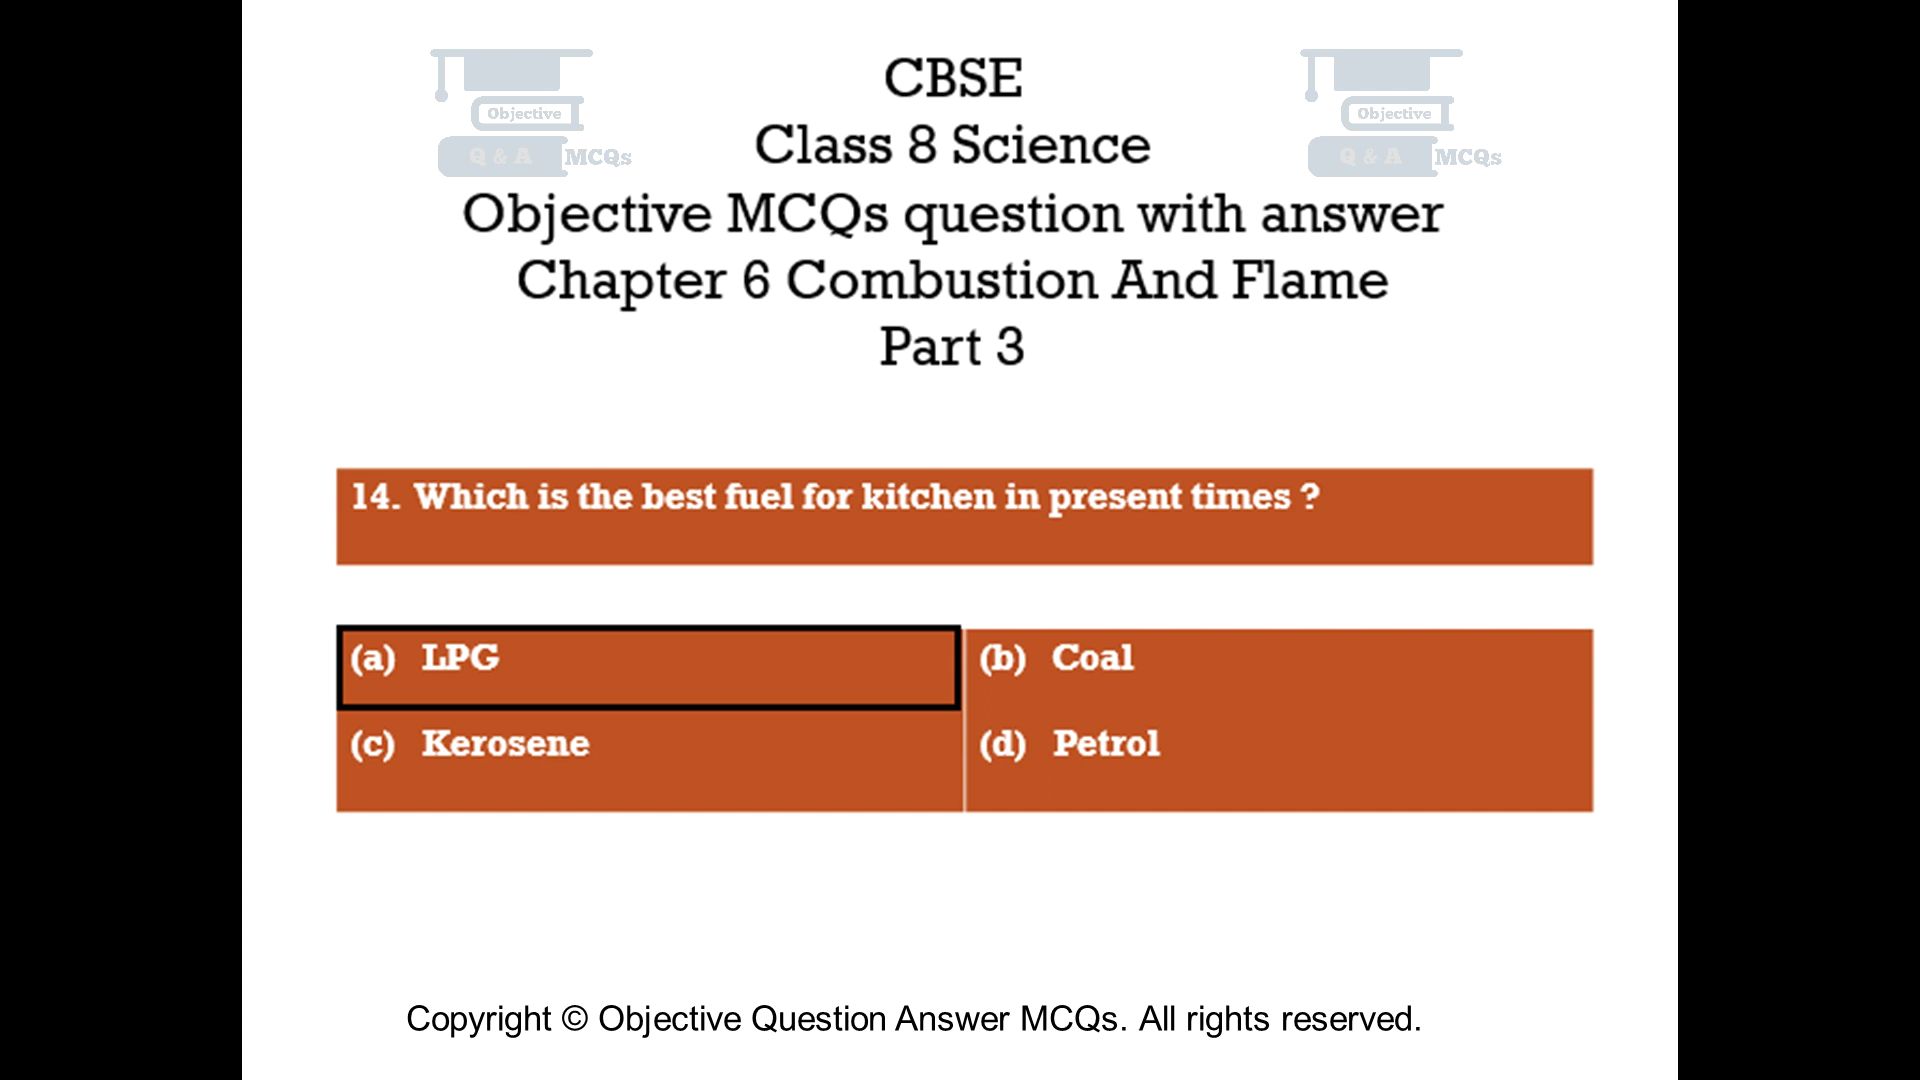 CBSE
Class 8 Science
Objective MCQs question with answer
Chapter 6 Combustion And Flame
Part 3
Objective
Q & A MCQs
Objective
Q & A MCQs
14. Which is the best fuel for kitchen in present times ?
(a) LPG
(b) Coal
(c) Kerosene
(d) Petrol
Copyright © Objective Question Answer MCQs. All rights reserved.